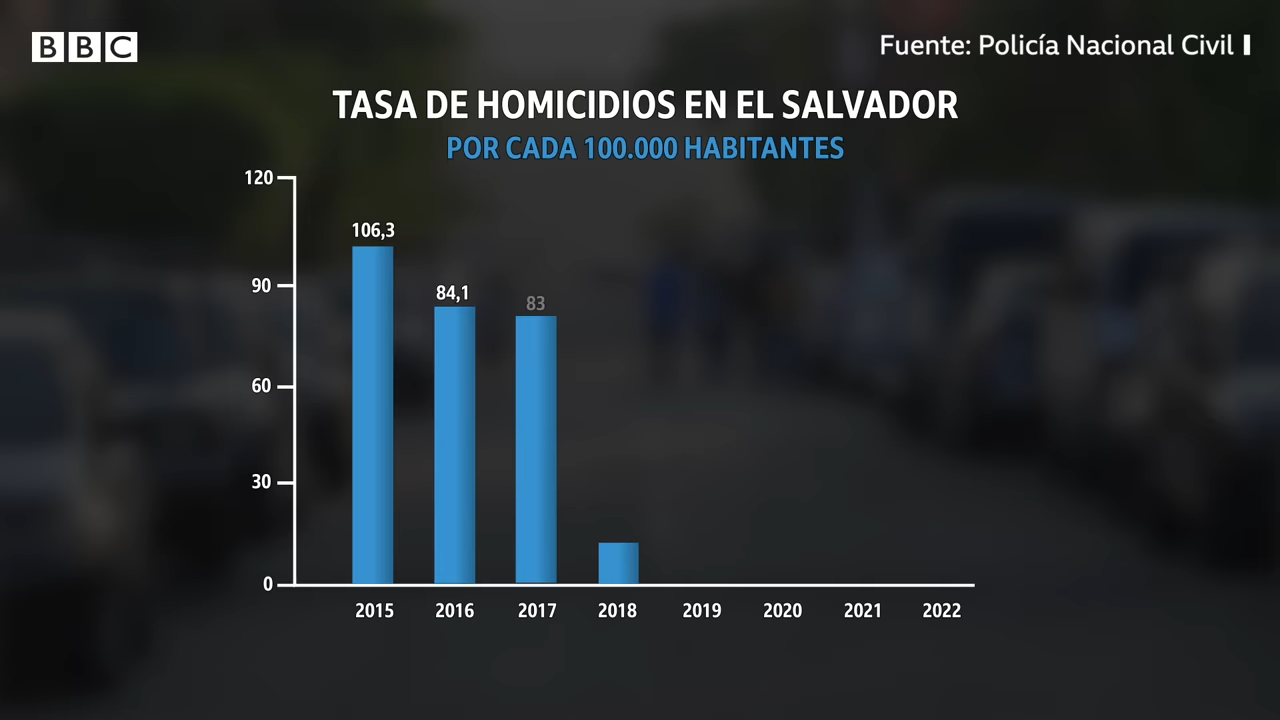 BBC
Fuente: Policía Nacional Civil
TASA DE HOMICIDIOS EN EL SALVADOR
POR CADA 100.000 HABITANTES
120
106,3
90
84,1
83
60
30
0
2015 2016 2017 2018 2019 2020 2021 2022